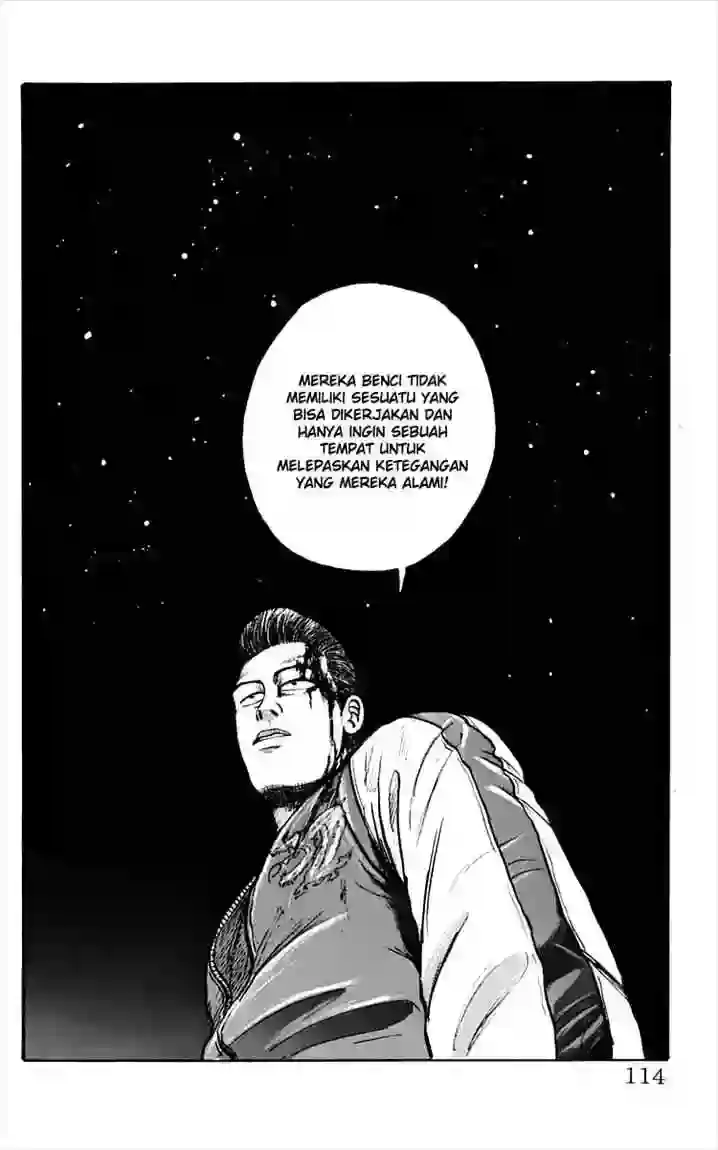 MEREKA BENCI TIDAK
MEMILIKI SESUATU YANG
BISA DIKERJAKAN DAN
HANYA INGIN SEBUAH
TEMPAT UNTUK
MELEPASKAN KETEGANGAN
YANG MEREKA ALAMI!
114